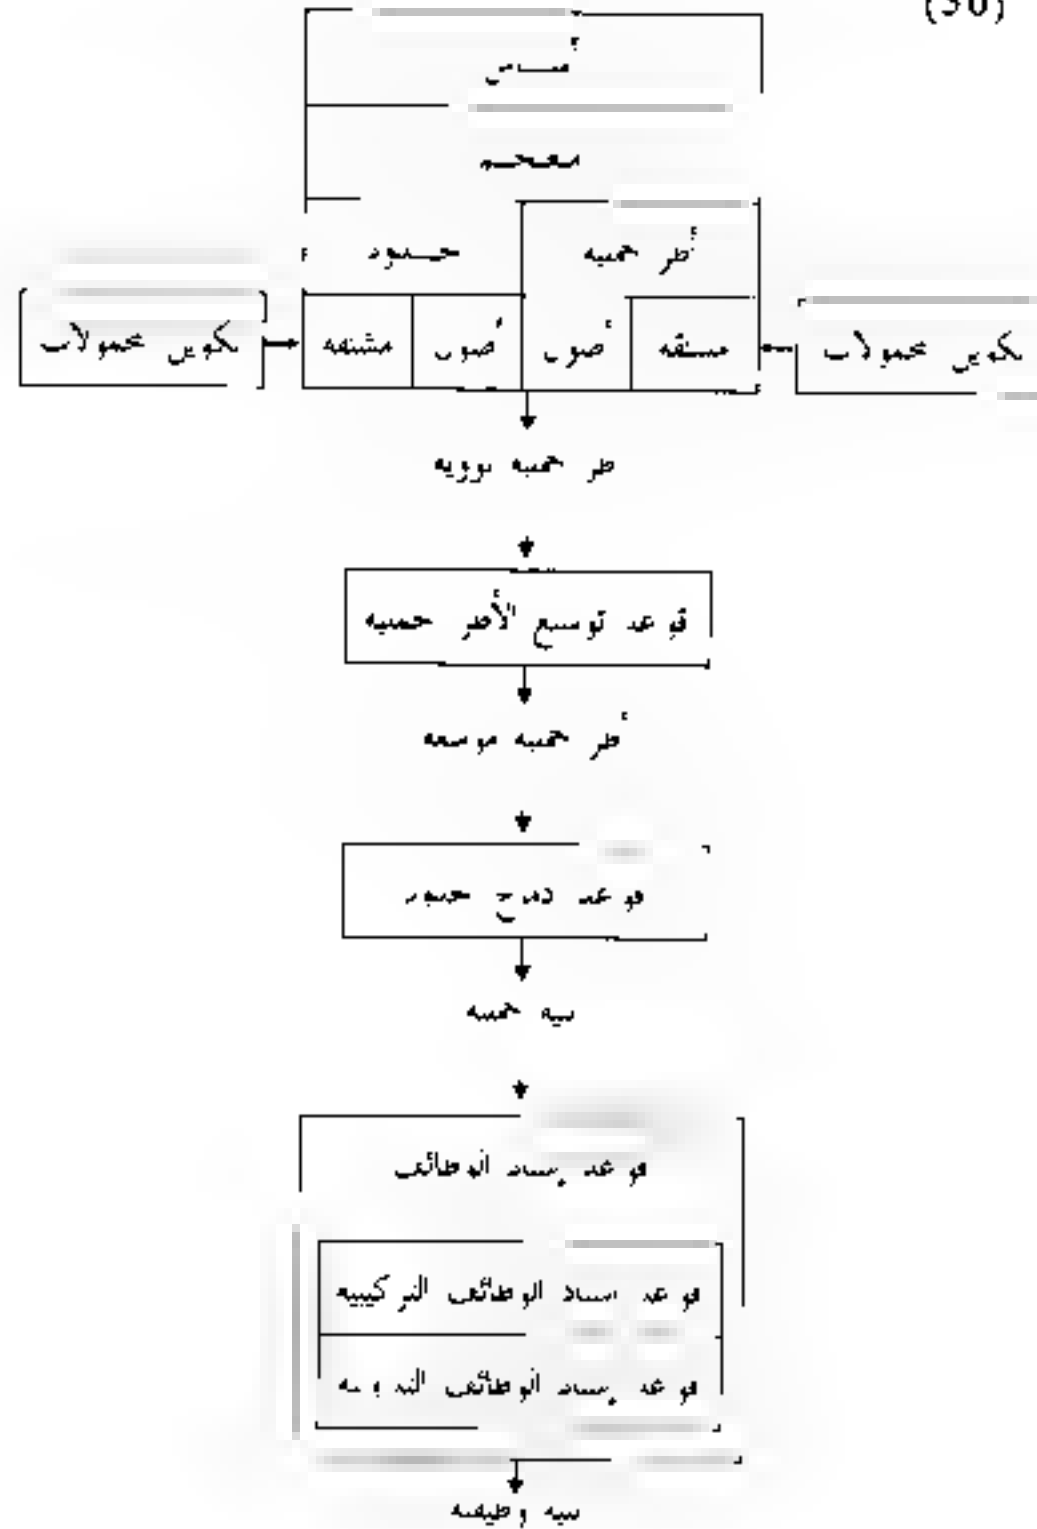 (30)
أساس
معجم
أطر حملية
حدود
تكوين محمولات
مشتقة
أصول
أصول
مشتقة
تكوين محمولات
أطر حملية نووية
قواعد توسيع الأطر الحملية
أطر حملية موسعة
قواعد دمج الحدود
بنية حملية
قواعد إسناد الوظائف
قواعد إسناد الوظائف التركيبية
قواعد إسناد الوظائف التداولية
بنية وظيفية